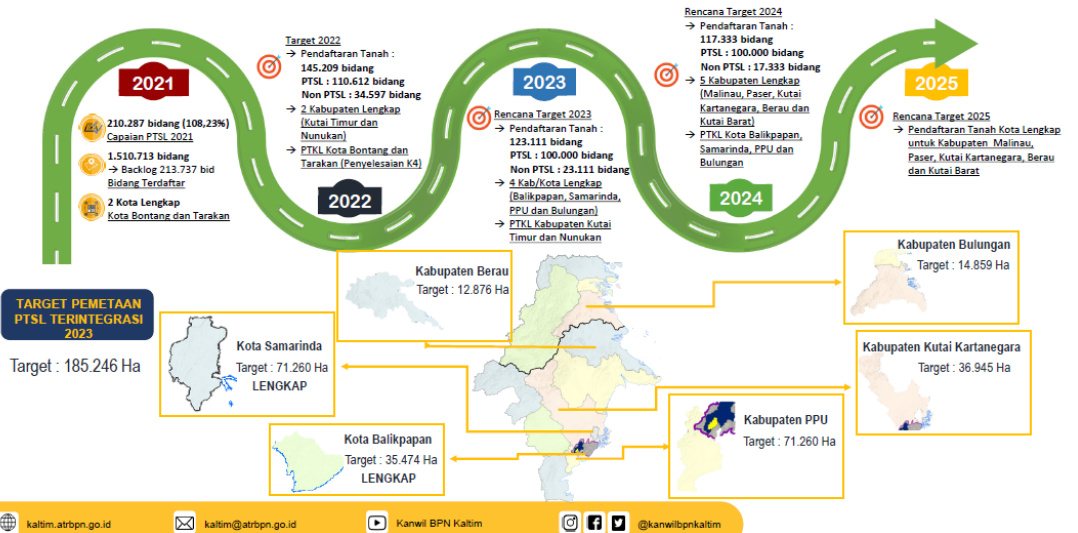 2021
210.287 bidang (108,23%)
Capaian PTSL 2021
1.510.713 bidang
→ Backlog 213.737 bid
Bidang Terdaftar
2 Kota Lengkap
Kota Bontang dan Tarakan
Target 2022
→ Pendaftaran Tanah :
145.209 bidang
PTSL : 110.612 bidang
Non PTSL : 34.597 bidang
→ 2 Kabupaten Lengkap
(Kutai Timur dan
Nunukan)
→ PTKL Kota Bontang dan
Tarakan (Penyelesaian K4)
2022
2023
Rencana Target 2023
→ Pendaftaran Tanah :
123.111 bidang
PTSL : 100.000 bidang
Non PTSL : 23.111 bidang
→ 4 Kab/Kota Lengkap
(Balikpapan, Samarinda,
PPU dan Bulungan)
→ PTKL Kabupaten Kutai
Timur dan Nunukan
Rencana Target 2024
→ Pendaftaran Tanah :
117.333 bidang
PTSL : 100.000 bidang
Non PTSL : 17.333 bidang
→ 5 Kabupaten Lengkap
(Malinau, Paser, Kutai
Kartanegara, Berau dan
Kutai Barat)
→ PTKL Kota Balikpapan,
Samarinda, PPU dan
Bulungan
2024
2025
Rencana Target 2025
→ Pendaftaran Tanah Kota Lengkap
untuk Kabupaten Malinau,
Paser, Kutai Kartanegara, Berau
dan Kutai Barat
TARGET PEMETAAN
PTSL TERINTEGRASI
2023
Target : 185.246 Ha
Kabupaten Berau
Target : 12.876 Ha
Kota Samarinda
Target : 71.260 Ha
LENGKAP
Kota Balikpapan
Target : 35.474 Ha
LENGKAP
Kabupaten Bulungan
Target : 14.859 Ha
Kabupaten Kutai Kartanegara
Target : 36.945 Ha
Kabupaten PPU
Target : 71.260 Ha
kaltim.atrbpn.go.id
kaltim@atrbpn.go.id
Kanwil BPN Kaltim
@kanwilbpnkaltim